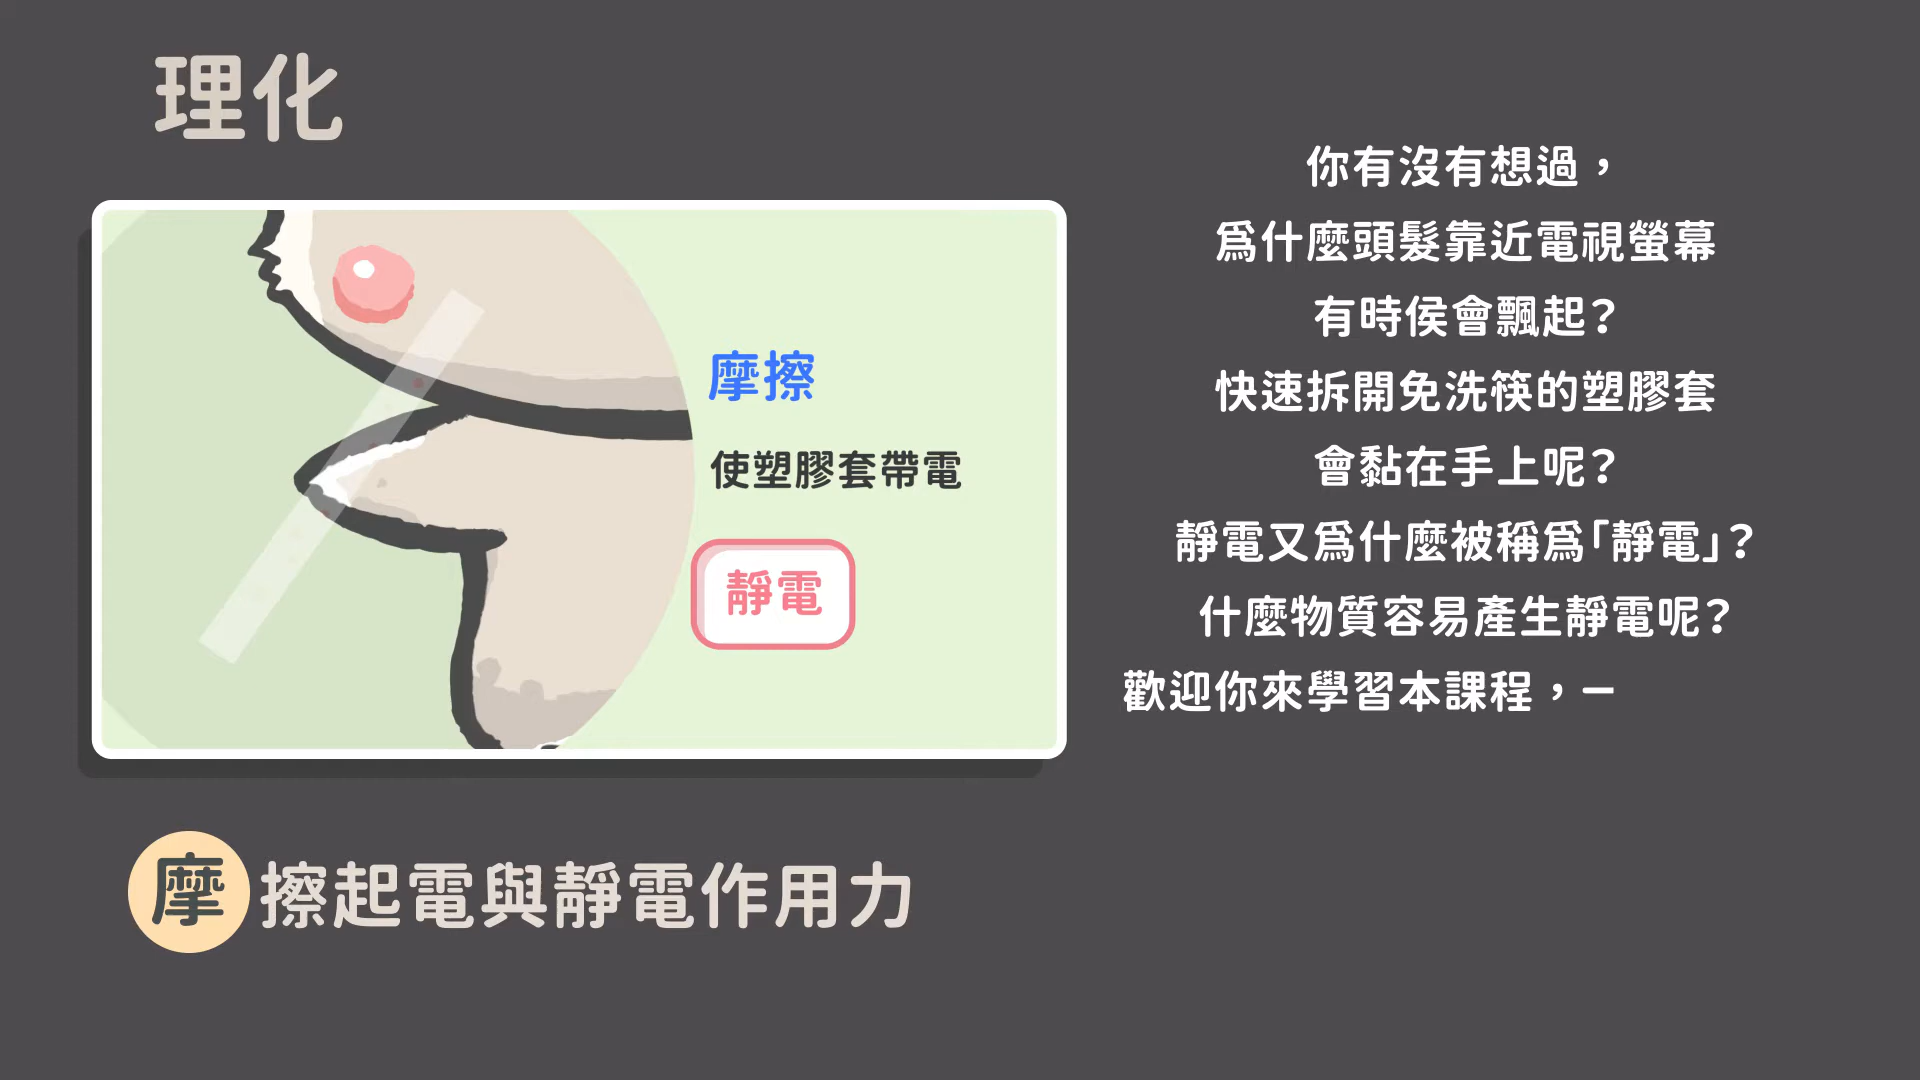 理化
摩擦
使塑膠套帶電
靜電
摩擦起電與靜電作用力
你有沒有想過，
爲什麼頭髮靠近電視螢幕
有時侯會飄起？
快速拆開免洗筷的塑膠套
會黏在手上呢？
靜電又爲什麼被稱爲「靜電」？
什麼物質容易產生靜電呢？
歡迎你來學習本課程，一